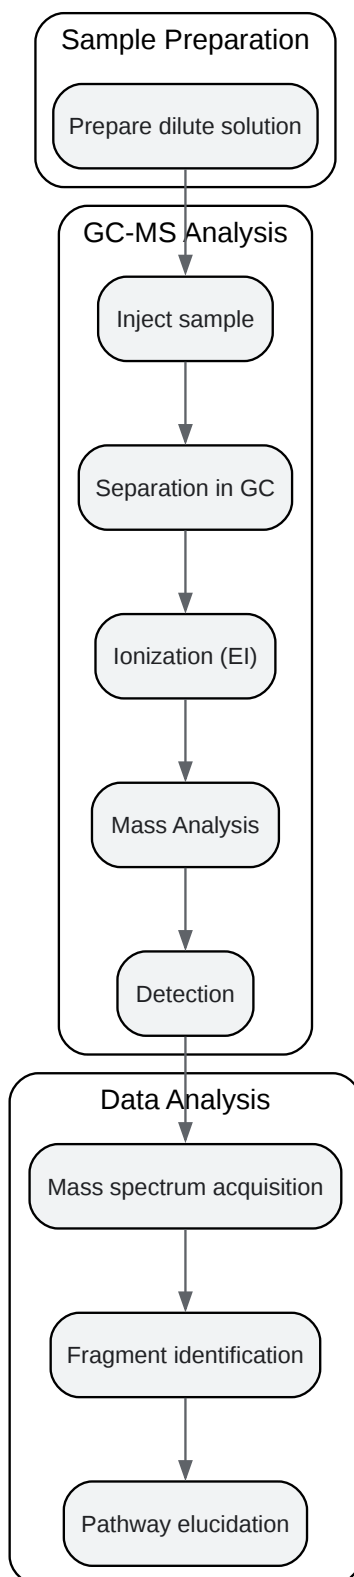 Sample Preparation
Prepare dilute solution
GC-MS Analysis
Inject sample
Separation in GC
Ionization (EI)
Mass Analysis
Detection
Data Analysis
Mass spectrum acquisition
Fragment identification
Pathway elucidation